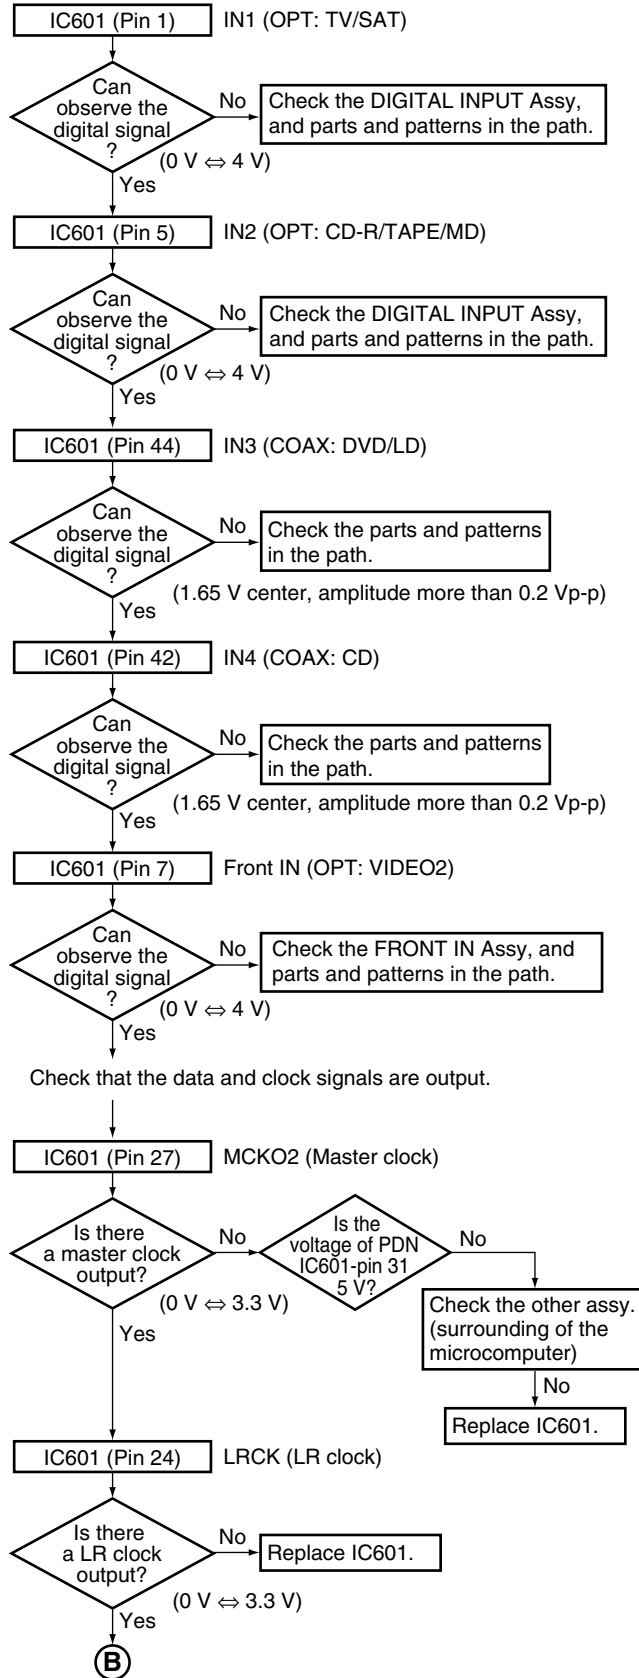 IC601 (Pin 1) IN1 (OPT: TV/SAT)
Can
observe the
digital signal
?
No
Check the DIGITAL INPUT Assy,
and parts and patterns in the path.
(0 V ⇔ 4 V)
Yes
IC601 (Pin 5) IN2 (OPT: CD-R/TAPE/MD)
Can
observe the
digital signal
?
No
Check the DIGITAL INPUT Assy,
and parts and patterns in the path.
(0 V ⇔ 4 V)
Yes
IC601 (Pin 44) IN3 (COAX: DVD/LD)
Can
observe the
digital signal
?
No
Check the parts and patterns
in the path.
(1.65 V center, amplitude more than 0.2 Vp-p)
Yes
IC601 (Pin 42) IN4 (COAX: CD)
Can
observe the
digital signal
?
No
Check the parts and patterns
in the path.
(1.65 V center, amplitude more than 0.2 Vp-p)
Yes
IC601 (Pin 7) Front IN (OPT: VIDEO2)
Can
observe the
digital signal
?
No
Check the FRONT IN Assy, and
parts and patterns in the path.
(0 V ⇔ 4 V)
Yes
Check that the data and clock signals are output.
IC601 (Pin 27) MCKO2 (Master clock)
Is there
a master clock
output?
No
Is the
voltage of PDN
IC601-pin 31
5 V?
No
(0 V ⇔ 3.3 V)
Yes
Check the other assy.
(surrounding of the
microcomputer)
No
Replace IC601.
IC601 (Pin 24) LRCK (LR clock)
Is there
a LR clock
output?
No
Replace IC601.
(0 V ⇔ 3.3 V)
Yes
B